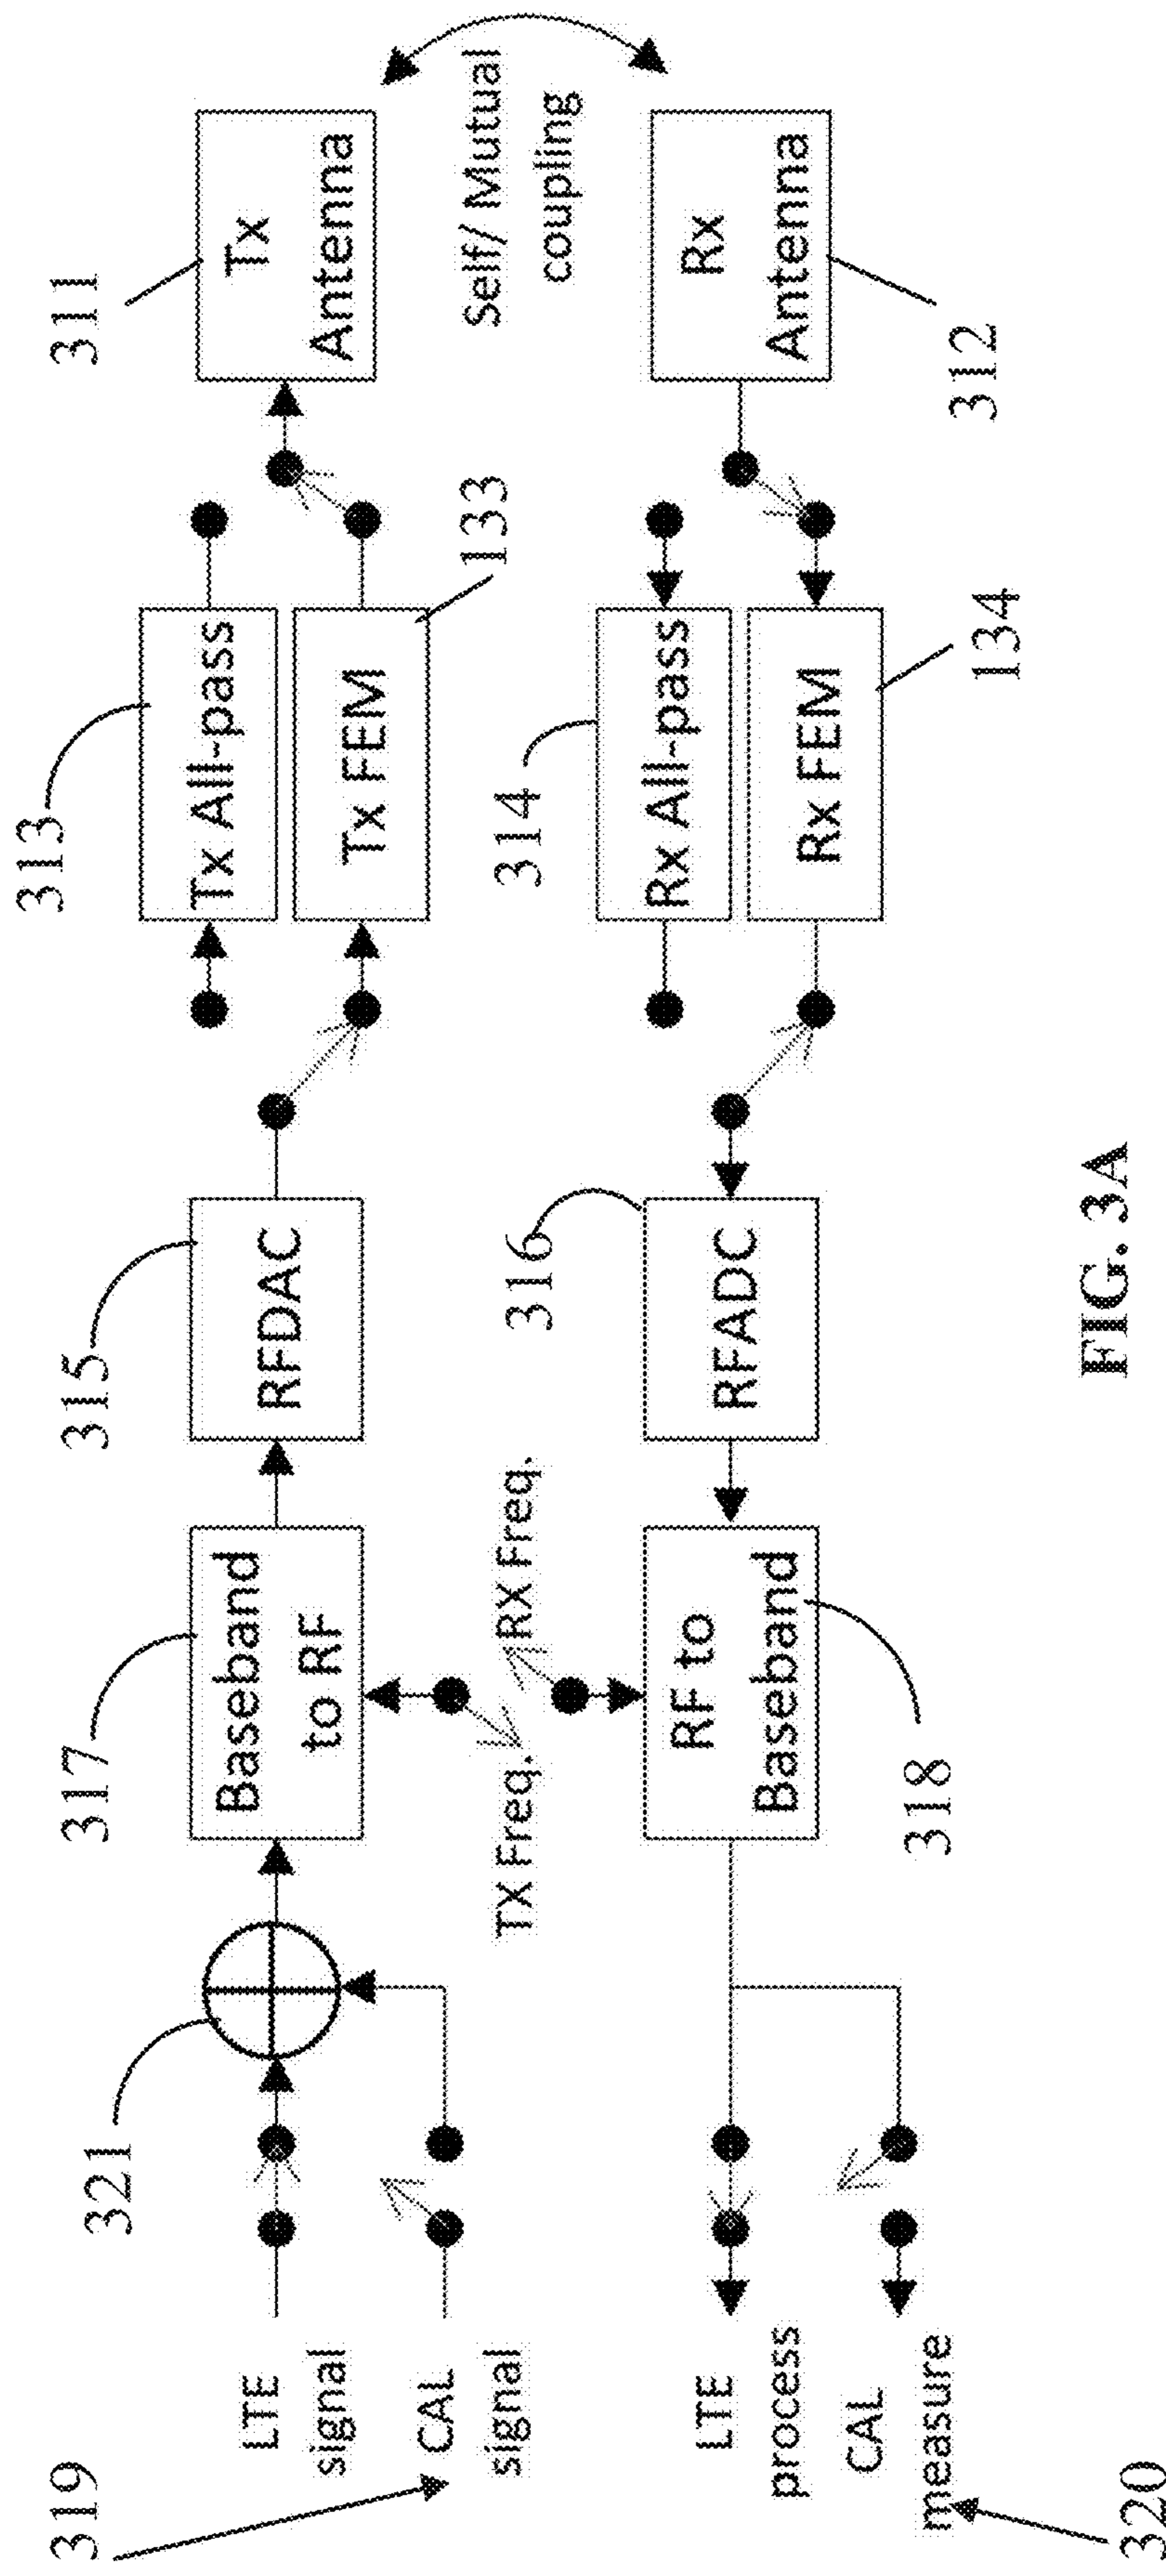 311
Tx
Antenna
Self/ Mutual
coupling
Rx
Antenna
312
313
Tx All-pass
Tx FEM
133
314
Rx All-pass
Rx FEM
134
315
RFDAC
316
RFADC
317
Baseband
to RF
TX Freq.
RX Freq.
RF to
Baseband
318
321
LTE
signal
CAL
signal
319
LTE
process
CAL
measure
320
FIG. 3A